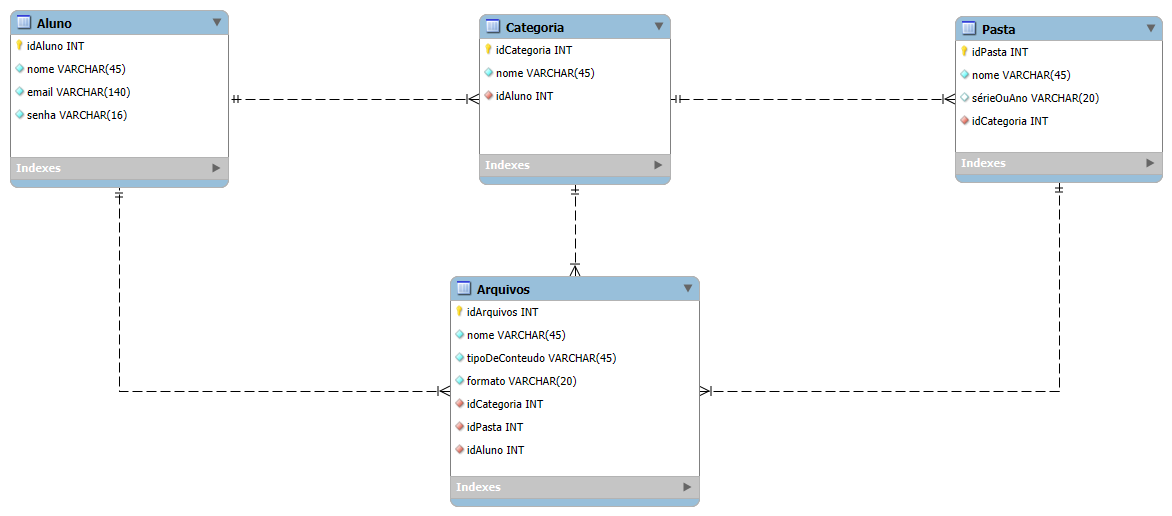 Aluno
idAluno INT
nome VARCHAR(45)
email VARCHAR(140)
senha VARCHAR(16)
Indexes
Categoria
idCategoria INT
nome VARCHAR(45)
idAluno INT
Indexes
Pasta
idPasta INT
nome VARCHAR(45)
sérieOuAno VARCHAR(20)
idCategoria INT
Indexes
Arquivos
idArquivos INT
nome VARCHAR(45)
tipoDeConteudo VARCHAR(45)
formato VARCHAR(20)
idCategoria INT
idPasta INT
idAluno INT
Indexes